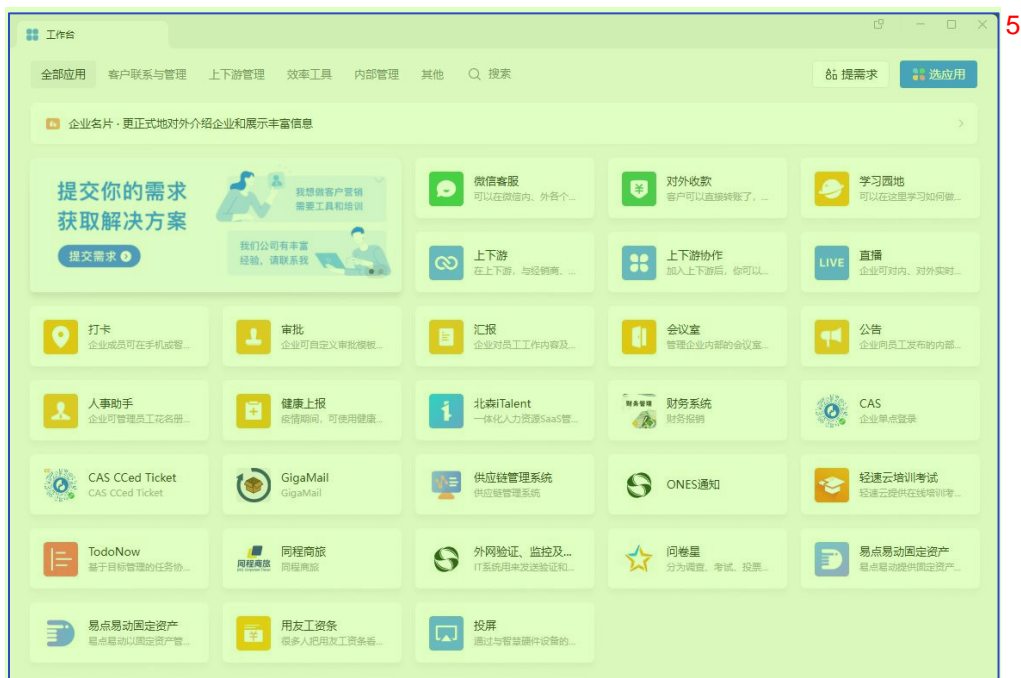 5
工作台
全部应用 客户联系与管理 上下游管理 效率工具 内部管理 其他 搜索 提需求 选应用
企业名片·更正式地对外介绍企业和展示丰富信息
提交你的需求
获取解决方案
提交需求
我想做客户营销
需要工具和培训
我们公司有丰富
经验，请联系我
微信客服
可以在微信内、外各个...
对外收款
客户可以直接转账了，...
学习园地
可以在这里学习如何做...
上下游
在上下游，与经销商、...
上下游协作
加入上下游后，你可以...
LIVE
直播
企业可对内、对外实时...
打卡
企业成员可在手机或智...
审批
企业可自定义审批模板...
汇报
企业对员工工作内容及...
会议室
管理企业内部的会议室...
公告
企业向员工发布的内部...
人事助手
企业可管理员工花名册...
健康上报
疫情期间，可使用健康...
北森iTalent
一体化人力资源SaaS管...
财务管理
财务系统
财务报销
CAS
企业单点登录
CAS CCed Ticket
CAS CCed Ticket
GigaMail
GigaMail
供应链管理系统
供应链管理系统
ONES通知
轻速云培训考试
轻速云提供在线培训考...
TodoNow
基于目标管理的任务协...
同程商旅
同程商旅
同程商旅
外网验证、监控及...
IT系统用来发送验证和...
问卷星
分为调查、考试、投票...
易点易动固定资产
易点易动提供固定资产...
易点易动固定资产
易点易动以固定资产管...
用友工资条
很多人把用友工资条看...
投屏
通过与智慧硬件设备的...